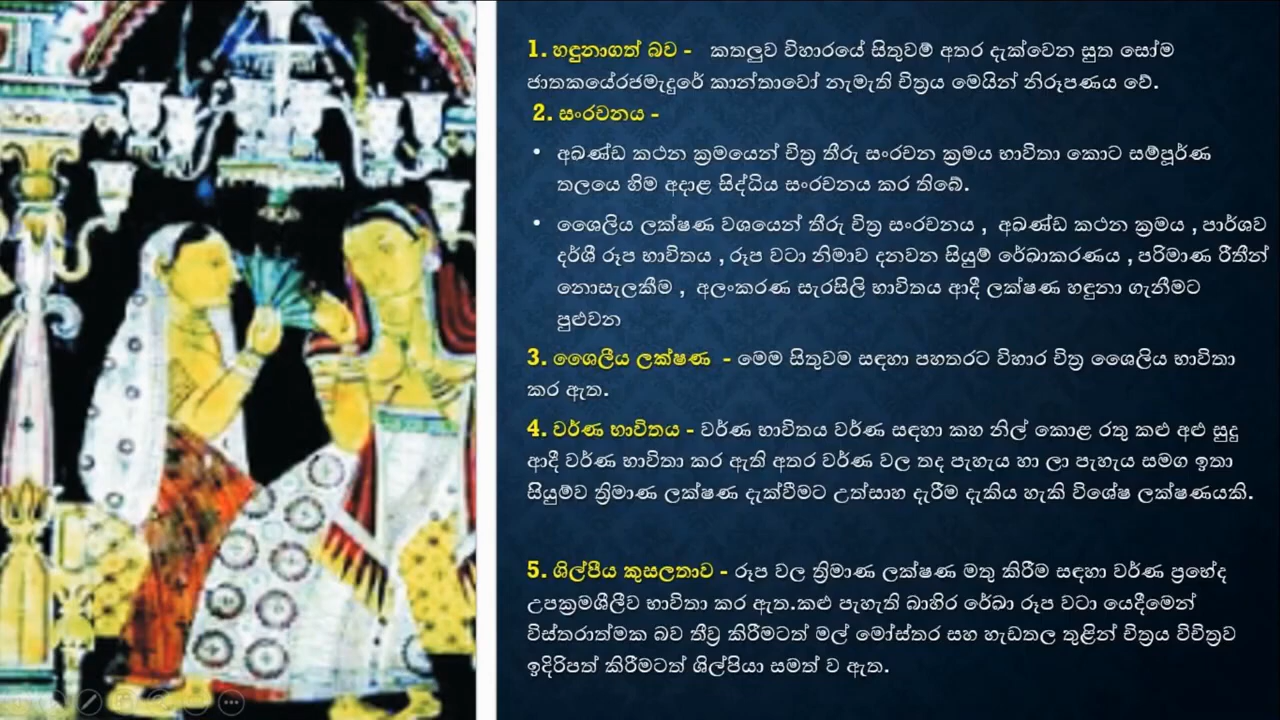 1. හඳුනාගත් බව - කතලුව විහාරයේ සිතුවම් අතර දැක්වෙන සුත සෝම
ජාතකයේරජමැදුරේ කාන්තාවෝ නැමැති චිත්‍රය මෙයින් නිරූපණය වේ.
2. සංරචනය -
• අඛණ්ඩ කථන ක්‍රමයෙන් චිත්‍ර තීරු සංරචන ක්‍රමය භාවිතා කොට සම්පූර්ණ
තලයෙ හිම අදාළ සිද්ධිය සංරචනය කර තිබේ.
• ශෛලිය ලක්ෂණ වශයෙන් තීරු චිත්‍ර සංරචනය , අඛණ්ඩ කථන ක්‍රමය , පාර්ශව
දර්ශී රූප භාවිතය , රූප වටා නිමාව දනවන සියුම් රේඛාකරණය , පරිමාණ රීතීන්
නොසැලකීම , අලංකරණ සැරසිලි භාවිතය ආදී ලක්ෂණ හඳුනා ගැනීමට
පුළුවන
3. ශෛලීය ලක්ෂණ - මෙම සිතුවම සඳහා පහතරට විහාර චිත්‍ර ශෛලිය භාවිතා
කර ඇත.
4. වර්ණ භාවිතය - වර්ණ භාවිතය වර්ණ සඳහා කහ නිල් කොළ රතු කළු අළු සුදු
ආදී වර්ණ භාවිතා කර ඇති අතර වර්ණ වල තද පැහැය හා ලා පැහැය සමග ඉතා
සියුම්ව ත්‍රිමාණ ලක්ෂණ දැක්වීමට උත්සාහ දැරීම දැකිය හැකි විශේෂ ලක්ෂණයකි.
5. ශිල්පීය කුසලතාව - රූප වල ත්‍රිමාණ ලක්ෂණ මතු කිරීම සඳහා වර්ණ ප්‍රභේද
උපක්‍රමශීලීව භාවිතා කර ඇත.කළු පැහැති බාහිර රේඛා රූප වටා යෙදීමෙන්
විස්තරාත්මක බව තීව්‍ර කිරීමටත් මල් මෝස්තර සහ හැඩතල තුළින් චිත්‍රය විචිත්‍රව
ඉදිරිපත් කිරීමටත් ශිල්පියා සමත් ව ඇත.